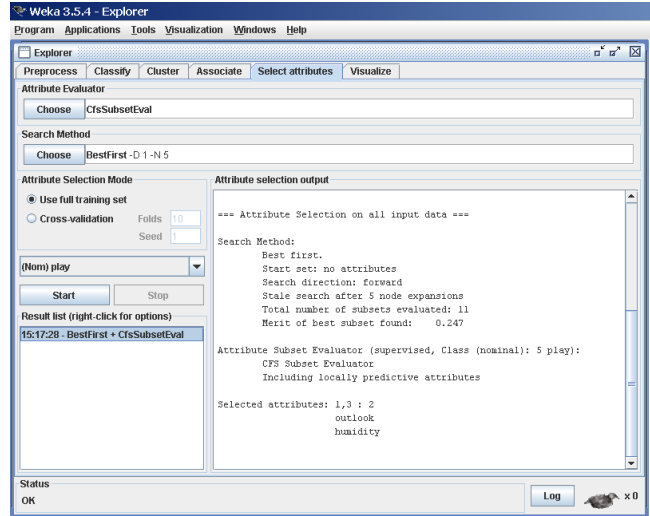 Weka 3.5.4 - Explorer
Program Applications Tools Visualization Windows Help
Explorer
Preprocess Classify Cluster Associate Select attributes Visualize
Attribute Evaluator
Choose CfsSubsetEval
Search Method
Choose BestFirst -D 1 -N 5
Attribute Selection Mode
Use full training set
Cross-validation Folds 10
Seed 1
(Nom) play
Start Stop
Result list (right-click for options)
15:17:28 - BestFirst + CfsSubsetEval
Attribute selection output
=== Attribute Selection on all input data ===
Search Method:
Best first.
Start set: no attributes
Search direction: forward
Stale search after 5 node expansions
Total number of subsets evaluated: 11
Merit of best subset found: 0.247
Attribute Subset Evaluator (supervised, Class (nominal): 5 play):
CFS Subset Evaluator
Including locally predictive attributes
Selected attributes: 1,3 : 2
outlook
humidity
Status
OK
Log x 0